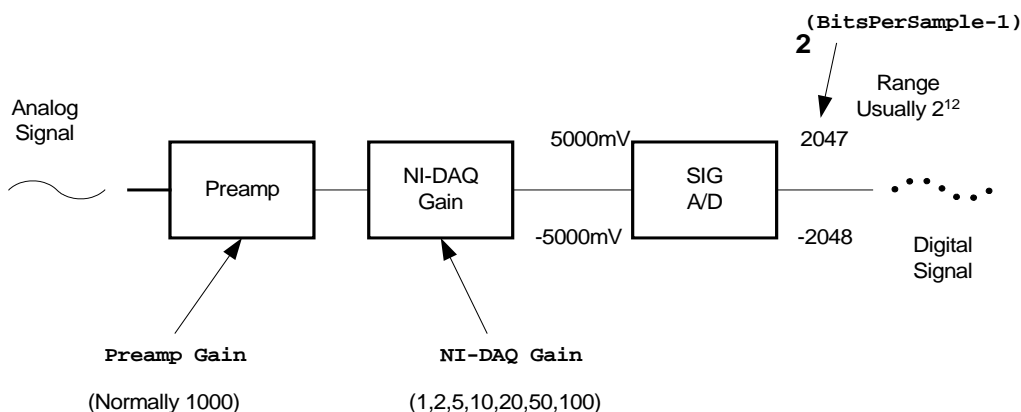 (BitsPerSample-1)
2
Range
Usually 2¹²
Analog
Signal
5000mV
2047
Preamp
NI-DAQ
Gain
SIG
A/D
-5000mV
-2048
Digital
Signal
Preamp Gain
NI-DAQ Gain
(Normally 1000)
(1,2,5,10,20,50,100)